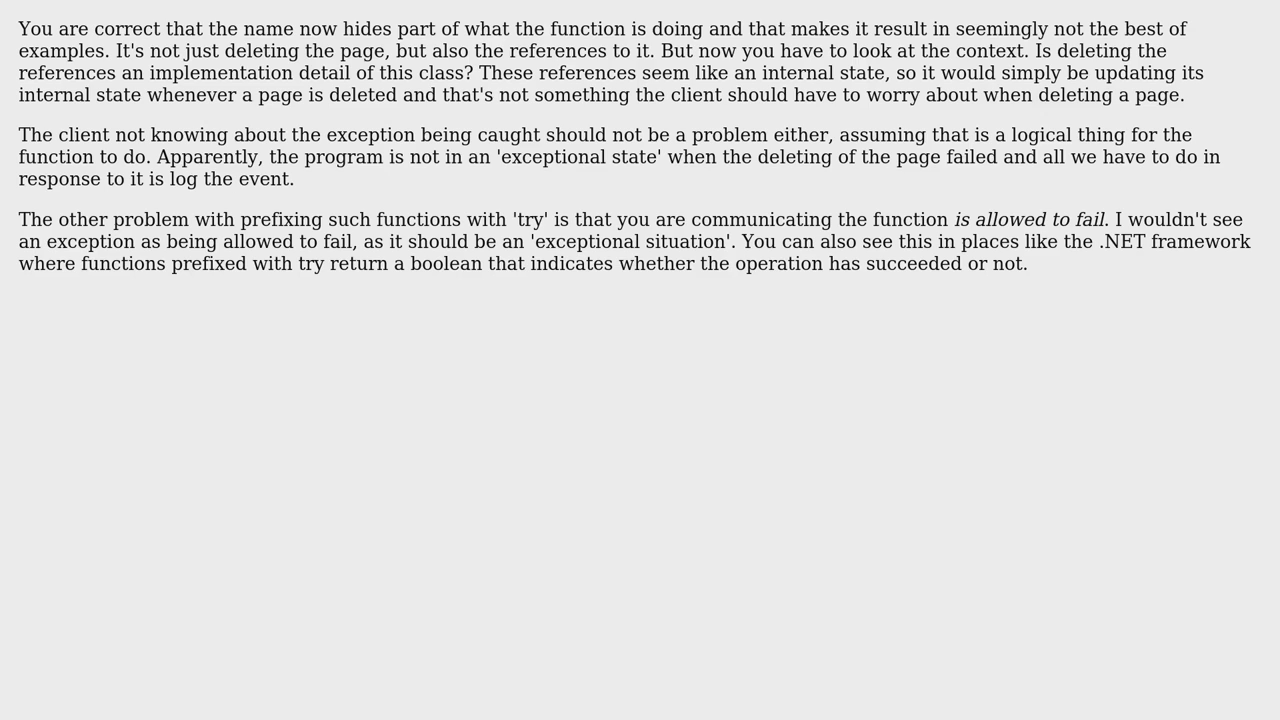 You are correct that the name now hides part of what the function is doing and that makes it result in seemingly not the best of
examples. It's not just deleting the page, but also the references to it. But now you have to look at the context. Is deleting the
references an implementation detail of this class? These references seem like an internal state, so it would simply be updating its
internal state whenever a page is deleted and that's not something the client should have to worry about when deleting a page.
The client not knowing about the exception being caught should not be a problem either, assuming that is a logical thing for the
function to do. Apparently, the program is not in an 'exceptional state' when the deleting of the page failed and all we have to do in
response to it is log the event.
The other problem with prefixing such functions with 'try' is that you are communicating the function is allowed to fail. I wouldn't see
an exception as being allowed to fail, as it should be an 'exceptional situation'. You can also see this in places like the .NET framework
where functions prefixed with try return a boolean that indicates whether the operation has succeeded or not.